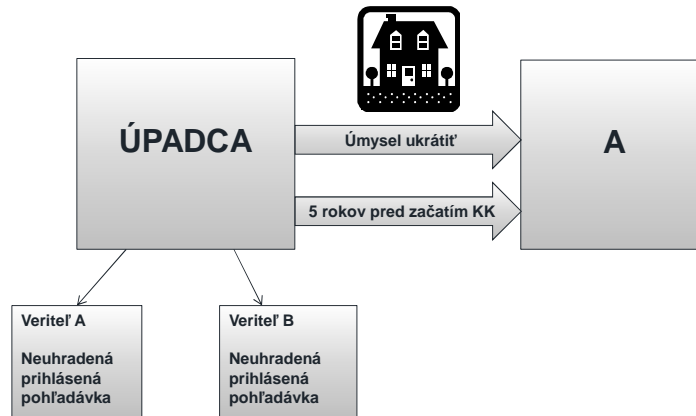 ÚPADCA
Úmysel ukrátiť
A
5 rokov pred začatím KK
Veriteľ A
Neuhradená
prihlásená
pohľadávka
Veriteľ B
Neuhradená
prihlásená
pohľadávka